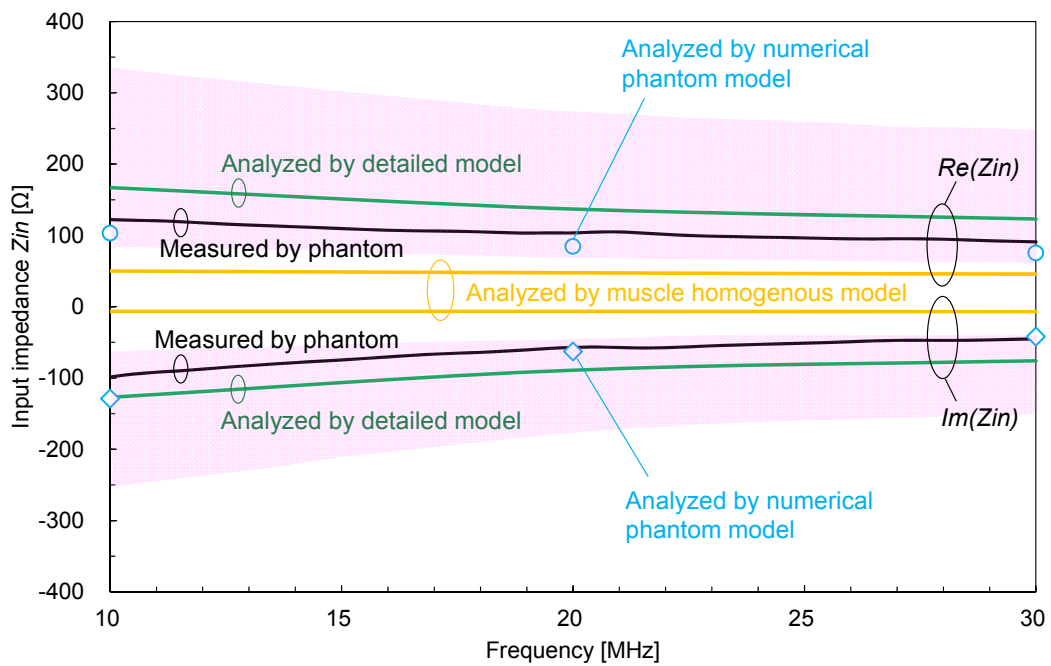 400
300
200
100
0
-100
-200
-300
-400
Input impedance Zin [Ω]
Analyzed by numerical
phantom model
Analyzed by detailed model
Re(Zin)
Measured by phantom
Analyzed by muscle homogenous model
Measured by phantom
Analyzed by detailed model
Im(Zin)
Analyzed by numerical
phantom model
10 15 20 25 30
Frequency [MHz]